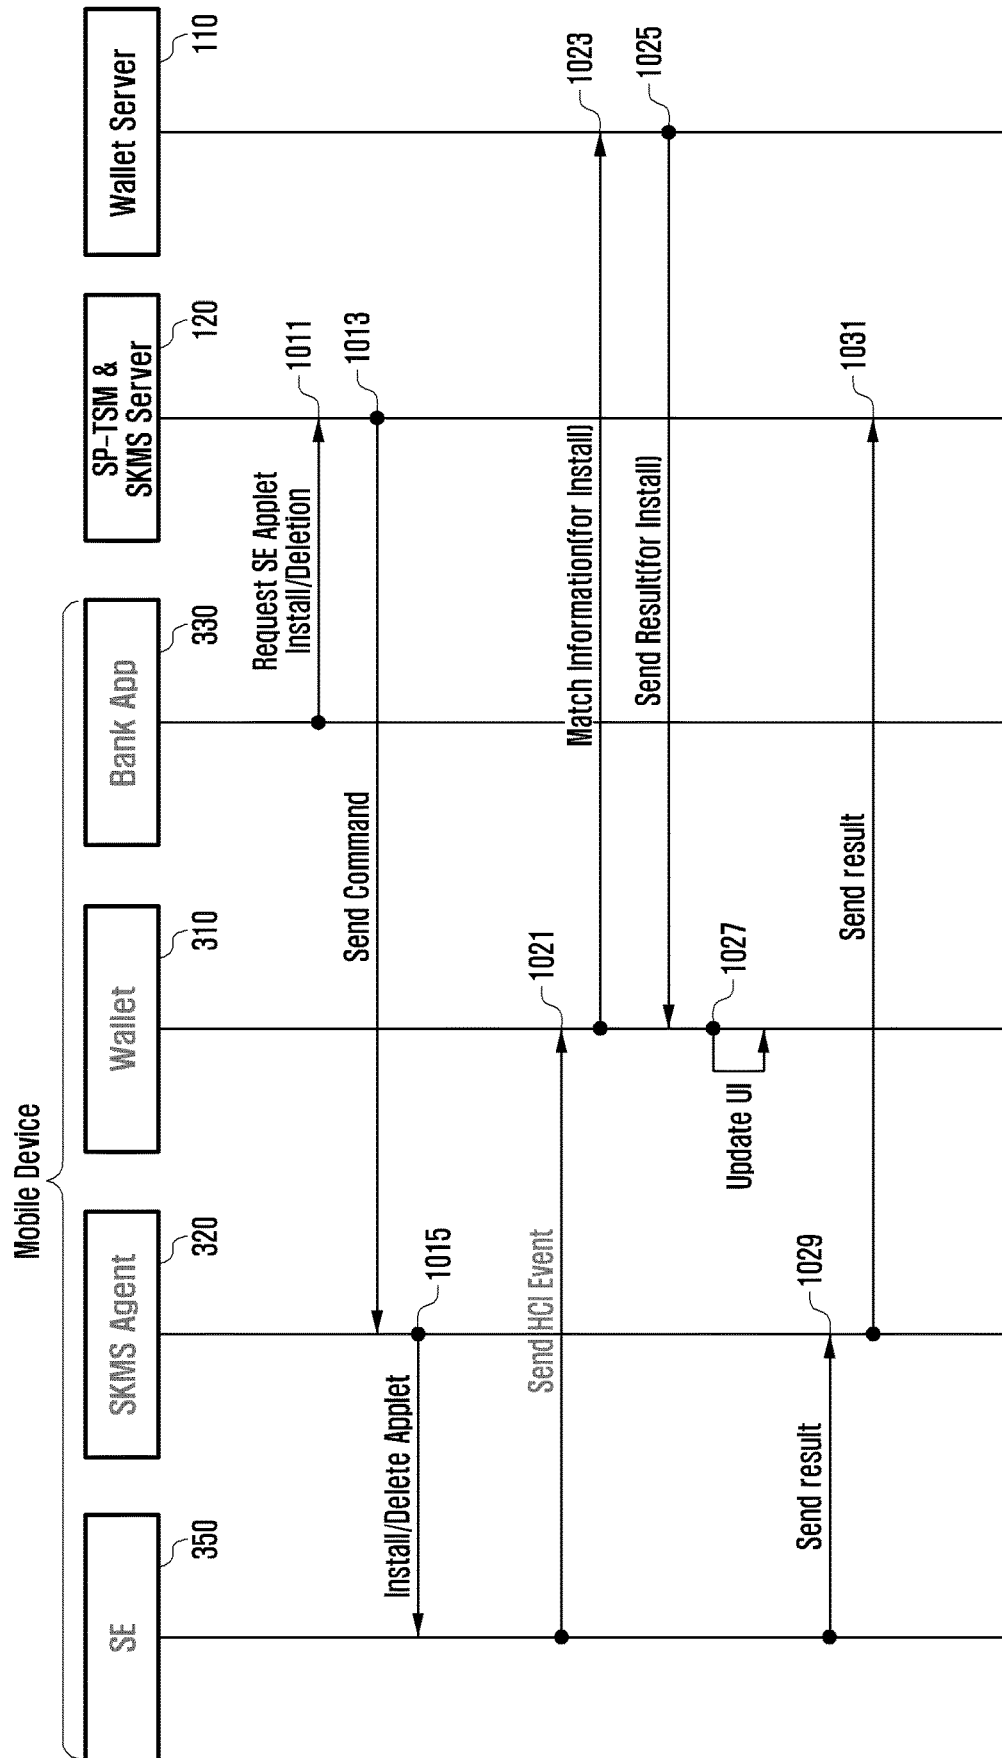 Mobile Device
SE
350
SKMS Agent
320
Wallet
310
Bank App
330
SP-TSM &
SKMS Server
120
Wallet Server
110
Request SE Applet
Install/Deletion
1011
Send Command
1013
Install/Delete Applet
1015
Send HCI Event
1021
Match Information(for Install)
1023
Send Result(for Install)
1025
Update UI
1027
Send result
1029
Send result
1031